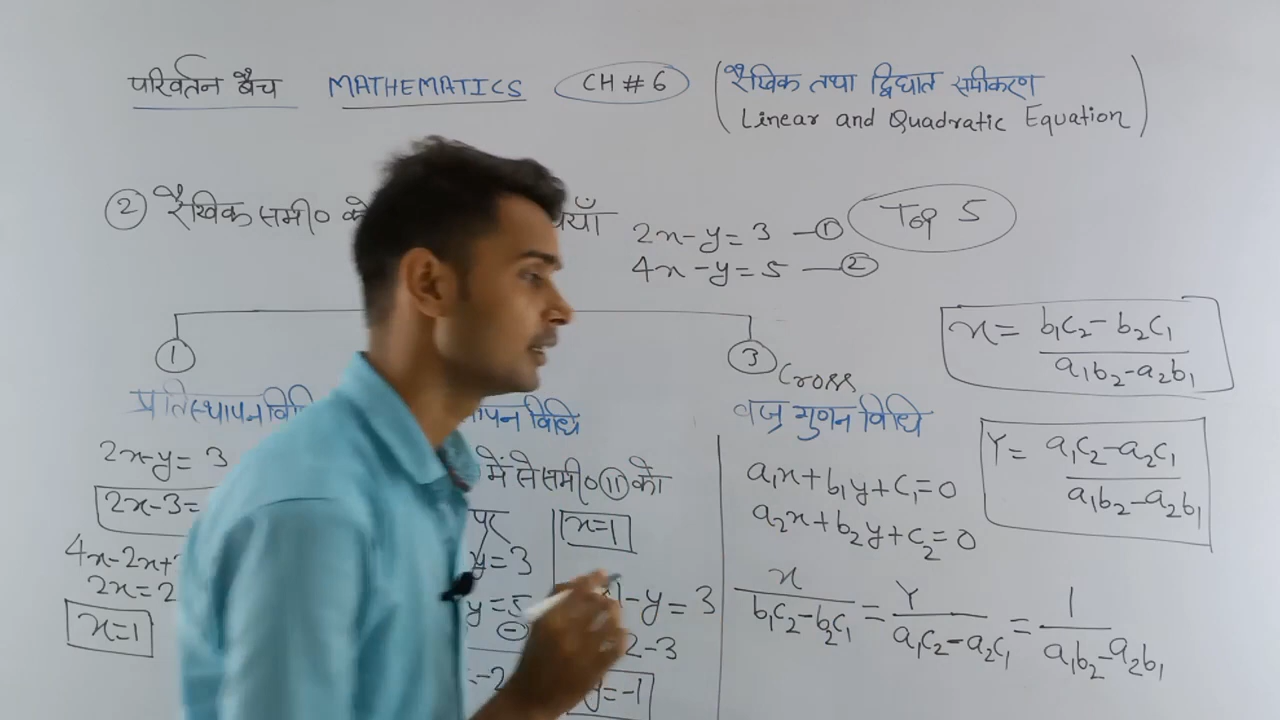 परिवर्तन बैच MATHEMATICS CH # 6 (रैखिक तथा द्विघात समीकरण
Linear and Quadratic Equation)
② रैखिक समी० को
2x-y=3 —①
4x-y=5 —②
Top 5
①
③ Cross
प्रतिस्थापन
विधि
वज्र गुणन विधि
2x-y=3
2x-3=
4x-2x+
2x=2
x=1
में से समी० ⑪ को
पर
y=3
y=5
⊖
-2
x=1
-y=3
2-3
y=-1
a₁x+b₁y+c₁=0
a₂x+b₂y+c₂=0
x/(b₁c₂-b₂c₁) = Y/(a₁c₂-a₂c₁) = 1/(a₁b₂-a₂b₁)
x= (b₁c₂-b₂c₁)/(a₁b₂-a₂b₁)
Y= (a₁c₂-a₂c₁)/(a₁b₂-a₂b₁)